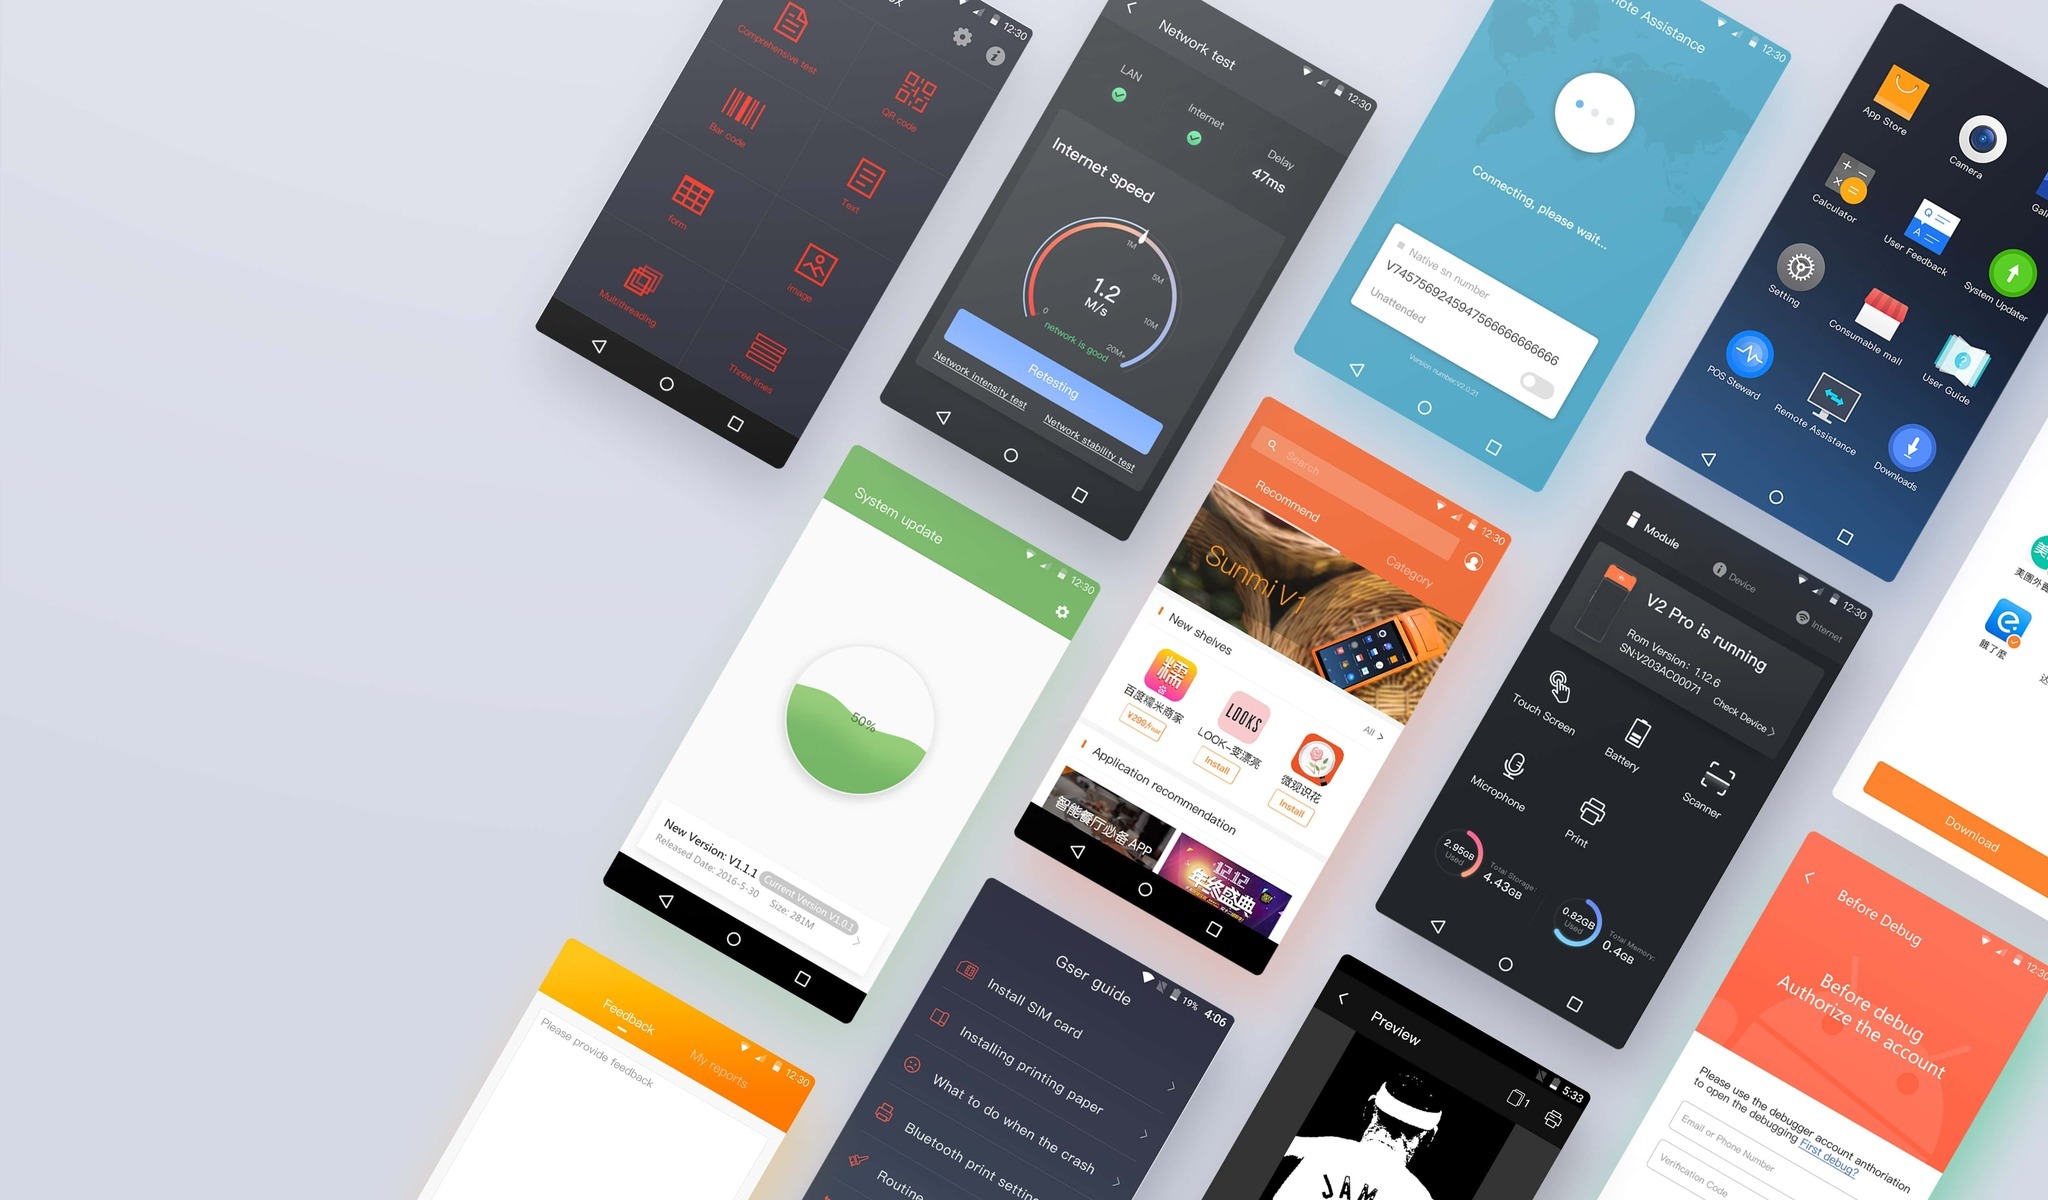 12:30
Comprehensive test
QR code
Bar code
Text
form
image
Multithreading
Three lines
Network test
12:30
LAN
Internet
Delay
47ms
Internet speed
1M
5M
10M
20M+
0
1.2
M/s
network is good
Retesting
Network intensity test
Network stability test
Assistance
12:30
Connecting, please wait...
Native sn number
Unattended
Version number:V2.0.21
App Store
Camera
Calculator
User Feedback
System Updater
Setting
Consumable mall
User Guide
POS Steward
Remote Assistance
Downloads
System update
12:30
50%
New Version: V1.1.1
Current Version V1.0.1
Released Date: 2016-5-30
Size: 281M
Search
12:30
Recommend
Category
Sunmi V1
New shelves
All
百度糯米商家
¥299/Year
LOOKS
LOOK-变漂亮
Install
微观识花
Install
Application recommendation
智能餐厅必备 APP
12.12
年终盛典
Module
Device
Internet
12:30
V2 Pro is running
Rom Version: 1.12.6
SN:V203AC00071
Check Device
Touch Screen
Battery
Scanner
Microphone
Print
2.95GB
Used
Total Storage:
4.43GB
0.82GB
Used
Total Memory:
0.4GB
餓了麼
Download
Feedback
My reports
12:30
Please provide feedback
Gser guide
19%
4:06
Install SIM card
Installing printing paper
What to do when the crash
Bluetooth print setting
Routine
Preview
5:33
1
JAM
Before Debug
12:30
Before debug
Authorize the account
Please use the debugger account anthoriation
to open the debugging First debug?
Email or Phone Number
Verification Code